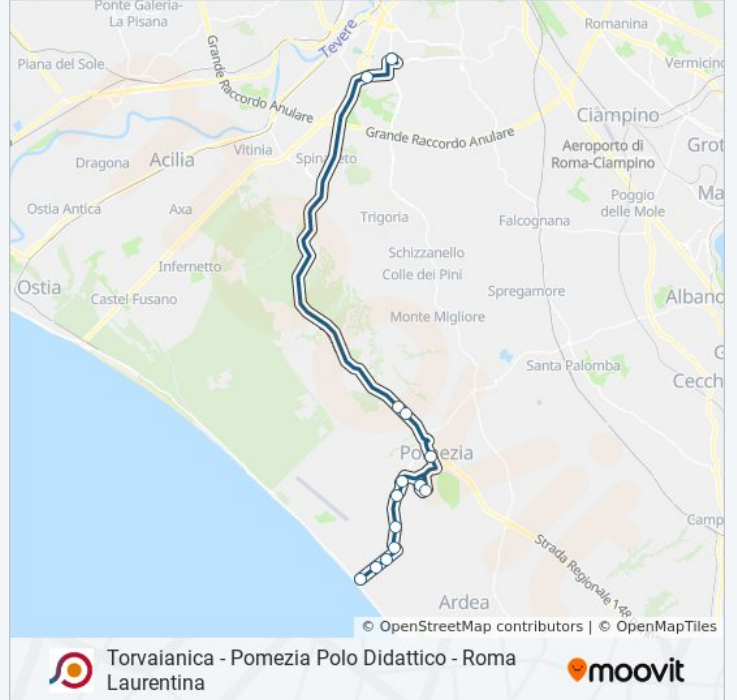 Ponte Galeria-
La Pisana
Tevere
Romanina
Piana del Sole
Vermicino
Grande Raccordo Anulare
Ciampino
Grande Raccordo Anulare
Grot
Vitinia
Aeroporto di
Roma-Ciampino
Dragona
Acilia
Ma
Poggio
delle Mole
Ostia Antica
Axa
Trigoria
Falcognana
Schizzanello
Infernetto
Colle dei Pini
Ostia
Castel Fusano
Spregamore
Albano
Monte Migliore
G
Santa Palomba
Cecch
Camp
Strada Regionale 148
Ardea
© OpenStreetMap contributors | © OpenMapTiles
Torvaianica - Pomezia Polo Didattico - Roma
Laurentina
moovit